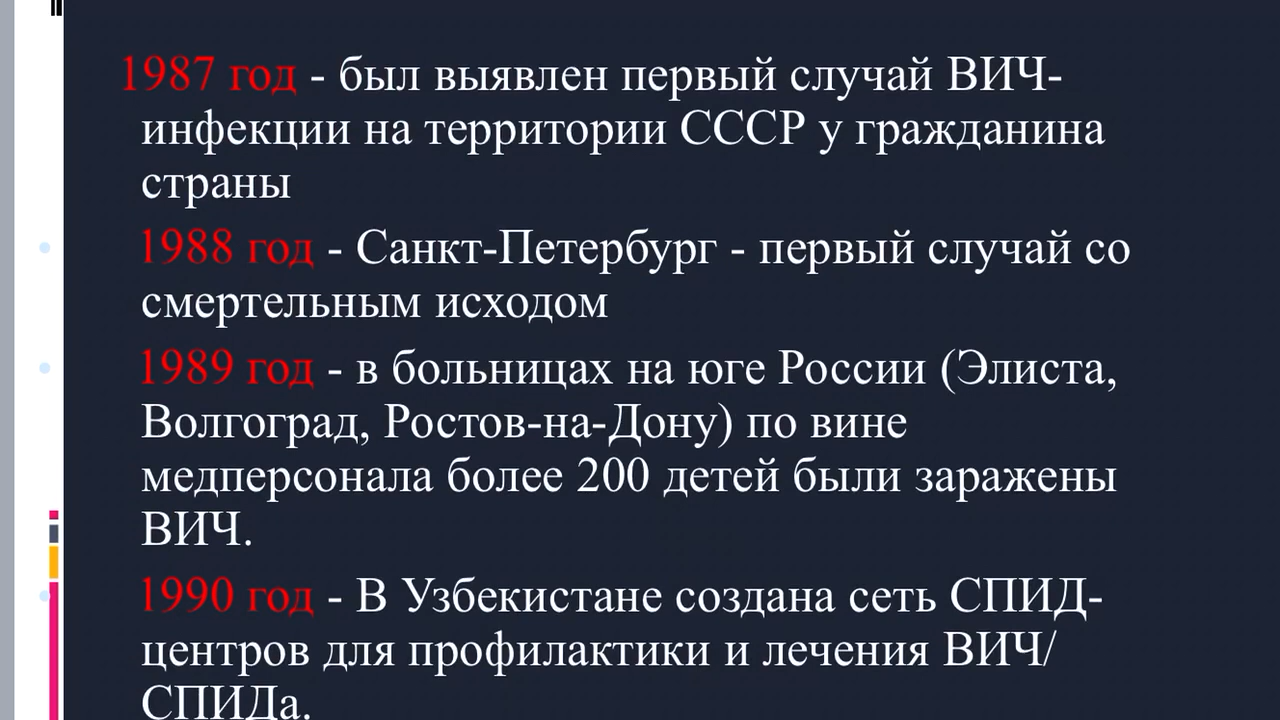 1987 год - был выявлен первый случай ВИЧ-
инфекции на территории СССР у гражданина
страны
1988 год - Санкт-Петербург - первый случай со
смертельным исходом
1989 год - в больницах на юге России (Элиста,
Волгоград, Ростов-на-Дону) по вине
медперсонала более 200 детей были заражены
ВИЧ.
1990 год - В Узбекистане создана сеть СПИД-
центров для профилактики и лечения ВИЧ/
СПИДа.